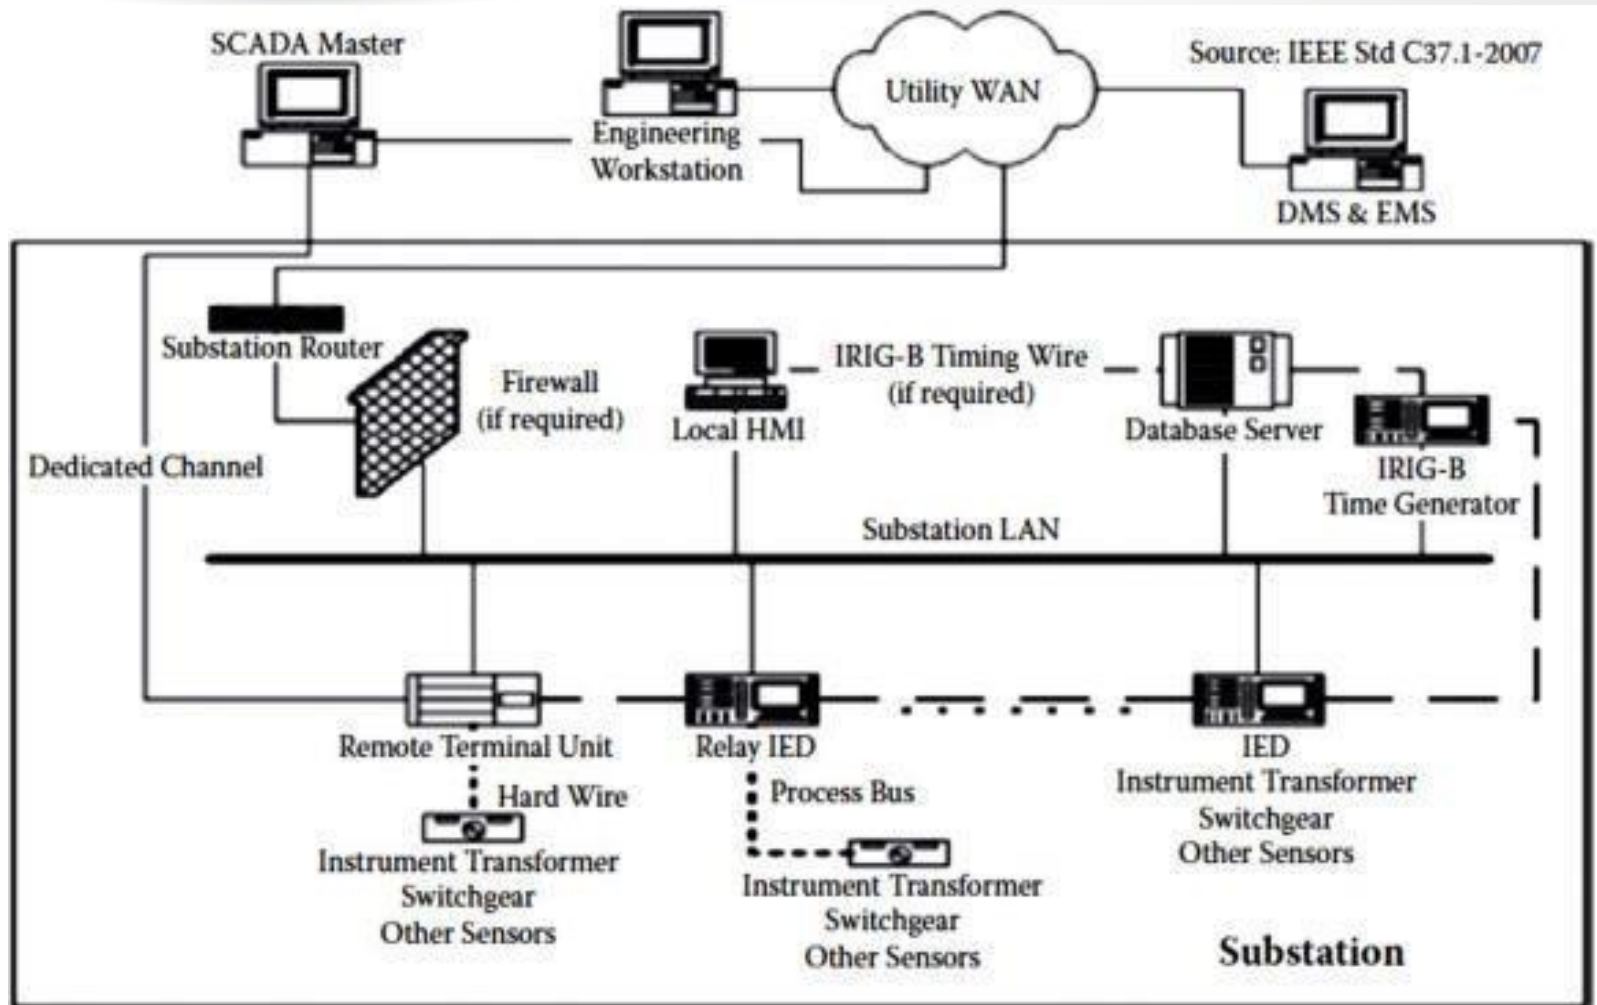 SCADA Master
Source: IEEE Std C37.1-2007
Utility WAN
Engineering
Workstation
DMS & EMS
Substation Router
Firewall
(if required)
IRIG-B Timing Wire
(if required)
Local HMI
Database Server
Dedicated Channel
IRIG-B
Time Generator
Substation LAN
Remote Terminal Unit
Relay IED
IED
Instrument Transformer
Switchgear
Other Sensors
Hard Wire
Process Bus
Instrument Transformer
Switchgear
Other Sensors
Instrument Transformer
Switchgear
Other Sensors
Substation